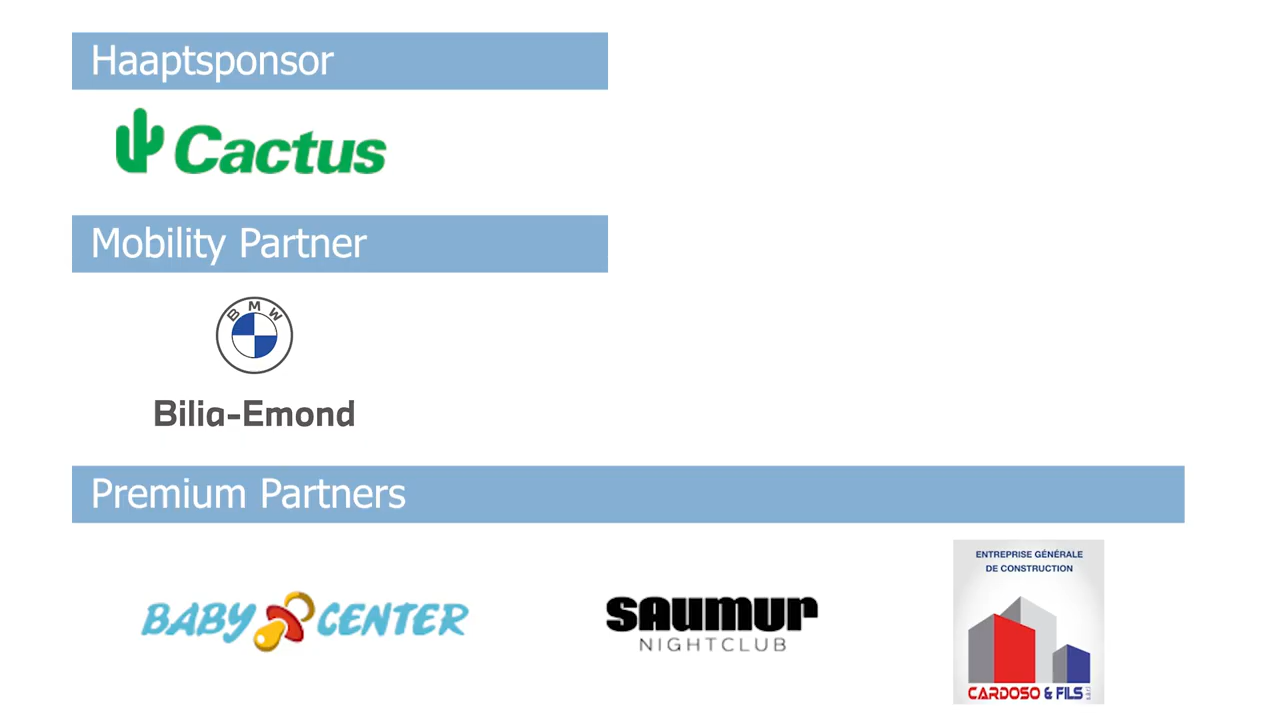 Haaptsponsor
Cactus
Mobility Partner
BMW
Bilia-Emond
Premium Partners
BABY CENTER
SAUMUR
NIGHTCLUB
ENTREPRISE GÉNÉRALE
DE CONSTRUCTION
CARDOSO & FILS